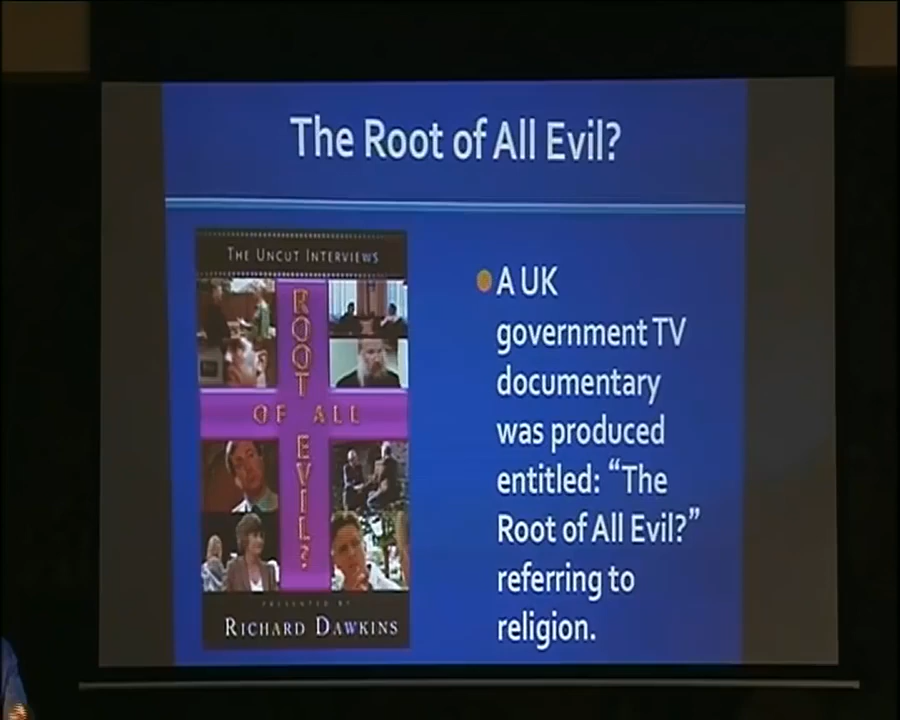 The Root of All Evil?
THE UNCUT INTERVIEWS
ROOT
OF ALL
EVIL?
PRESENTED BY
RICHARD DAWKINS
A UK
government TV
documentary
was produced
entitled: “The
Root of All Evil?”
referring to
religion.